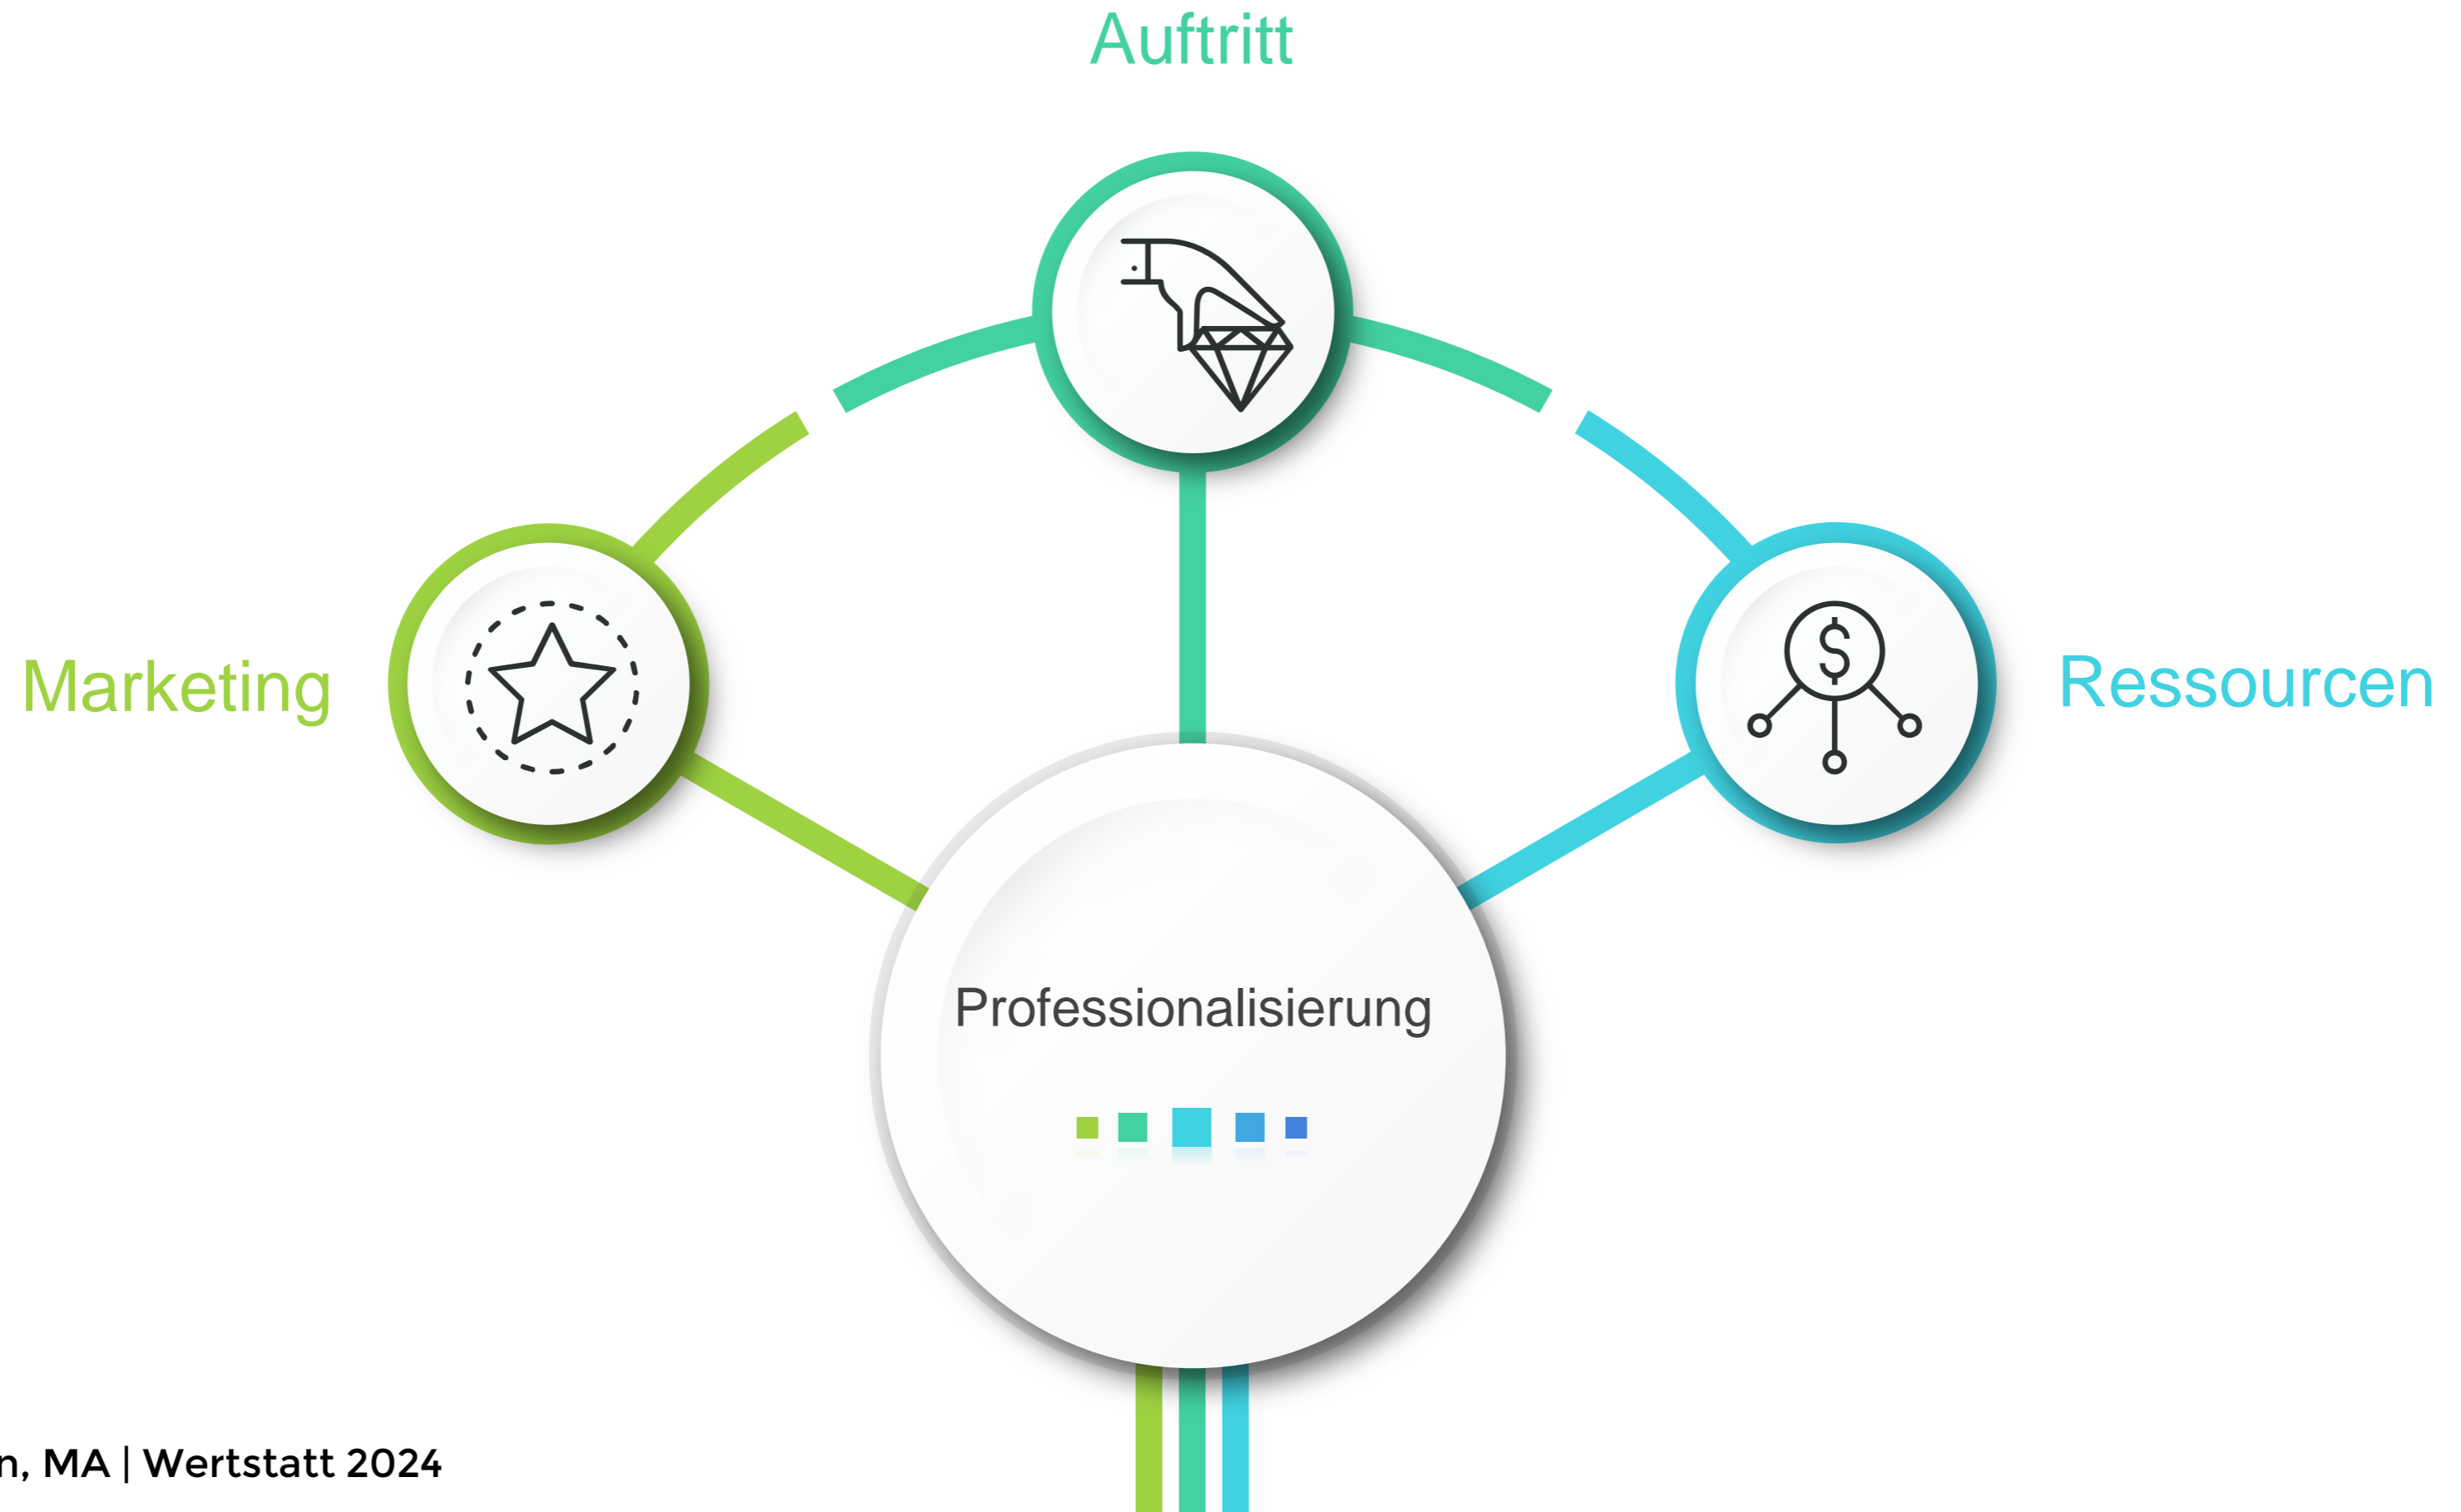 Auftritt
Marketing
Ressourcen
Professionalisierung
n, MA | Wertstatt 2024